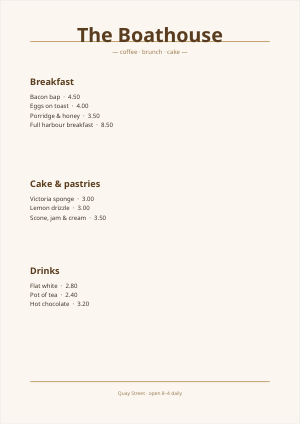 The Boathouse
— coffee · brunch · cake —
Breakfast
Bacon bap · 4.50
Eggs on toast · 4.00
Porridge & honey · 3.50
Full harbour breakfast · 8.50
Cake & pastries
Victoria sponge · 3.00
Lemon drizzle · 3.00
Scone, jam & cream · 3.50
Drinks
Flat white · 2.80
Pot of tea · 2.40
Hot chocolate · 3.20
Quay Street · open 8–4 daily